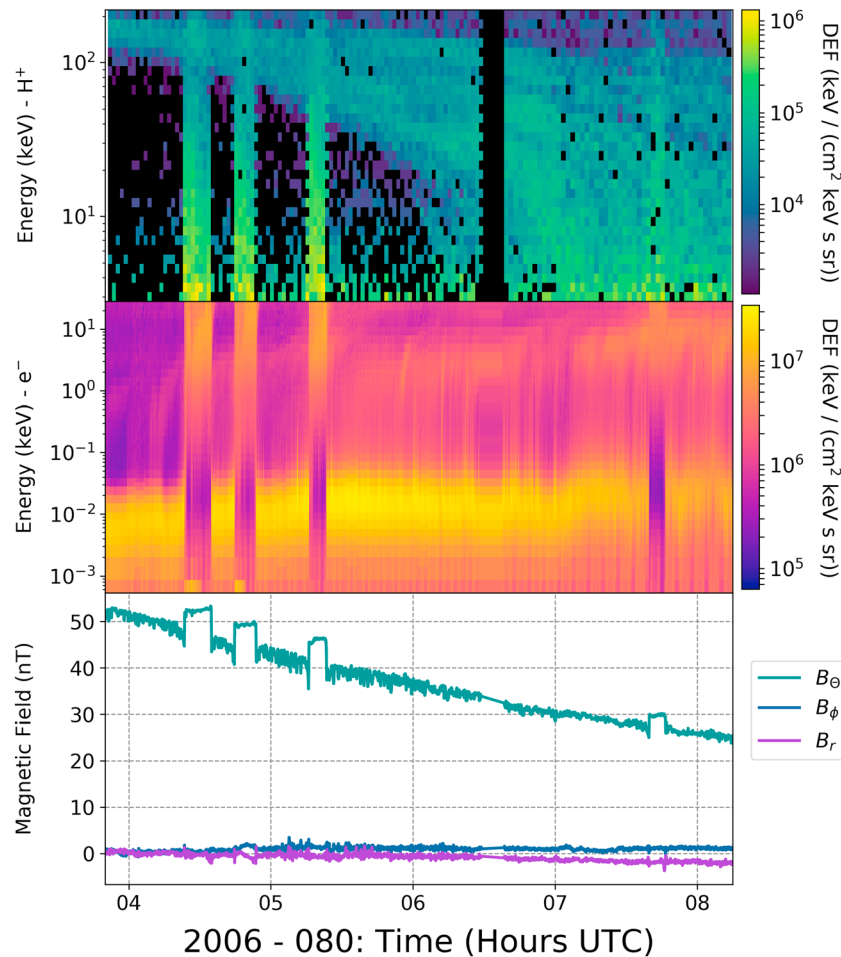 Energy (keV) - H⁺
10²
10¹
10⁶
10⁵
10⁴
DEF (keV / (cm² keV s sr))
Energy (keV) - e⁻
10¹
10⁰
10⁻¹
10⁻²
10⁻³
10⁷
10⁶
10⁵
DEF (keV / (cm² keV s sr))
Magnetic Field (nT)
50
40
30
20
10
0
B_Θ
B_ϕ
B_r
04 05 06 07 08
2006 - 080: Time (Hours UTC)